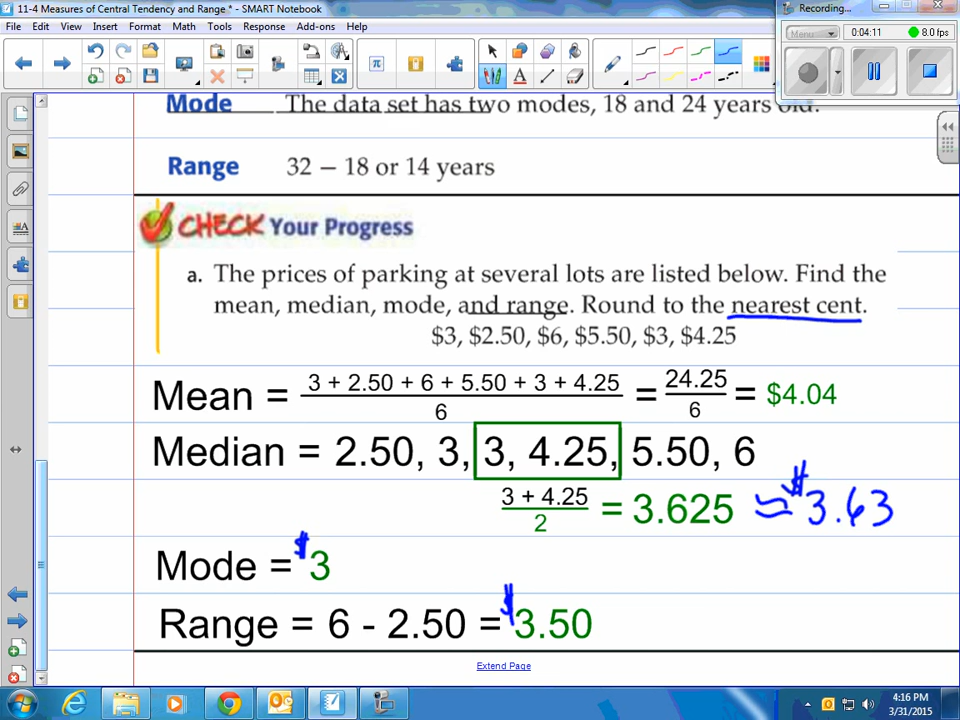 11-4 Measures of Central Tendency and Range.* - SMART Notebook
Recording...
File Edit View Insert Format Math Tools Response Add-ons Help
Menu 0:04:11 8.0 fps
Mode The data set has two modes, 18 and 24 years old.
Range 32 − 18 or 14 years
CHECK Your Progress
a. The prices of parking at several lots are listed below. Find the
mean, median, mode, and range. Round to the nearest cent.
$3, $2.50, $6, $5.50, $3, $4.25
Mean = 3 + 2.50 + 6 + 5.50 + 3 + 4.25 / 6 = 24.25 / 6 = $4.04
Median = 2.50, 3, 3, 4.25, 5.50, 6
3 + 4.25 / 2 = 3.625 ≈ $3.63
Mode = $3
Range = 6 - 2.50 = $3.50
Extend Page
4:16 PM
3/31/2015